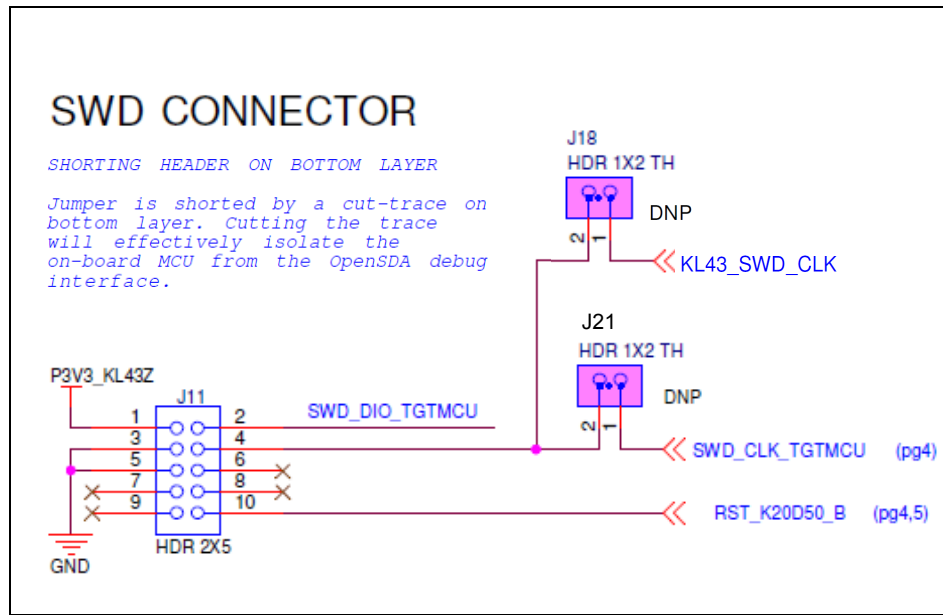 SWD CONNECTOR
SHORTING HEADER ON BOTTOM LAYER
Jumper is shorted by a cut-trace on
bottom layer. Cutting the trace
will effectively isolate the
on-board MCU from the OpenSDA debug
interface.
J18
HDR 1X2 TH
DNP
2
1
KL43_SWD_CLK
J21
HDR 1X2 TH
DNP
2
1
SWD_CLK_TGTMCU (pg4)
P3V3_KL43Z
J11
1 2 SWD_DIO_TGTMCU
3 4
5 6
7 8
9 10
RST_K20D50_B (pg4,5)
HDR 2X5
GND